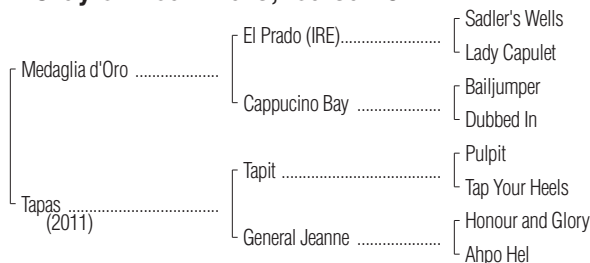 Sadler's Wells
El Prado (IRE)....................
Lady Capulet
Medaglia d'Oro ....................
Bailjumper
Cappucino Bay ....................
Dubbed In
Pulpit
Tapit ....................................
Tap Your Heels
Tapas ....................................
(2011)
Honour and Glory
General Jeanne ....................
Ahpo Hel